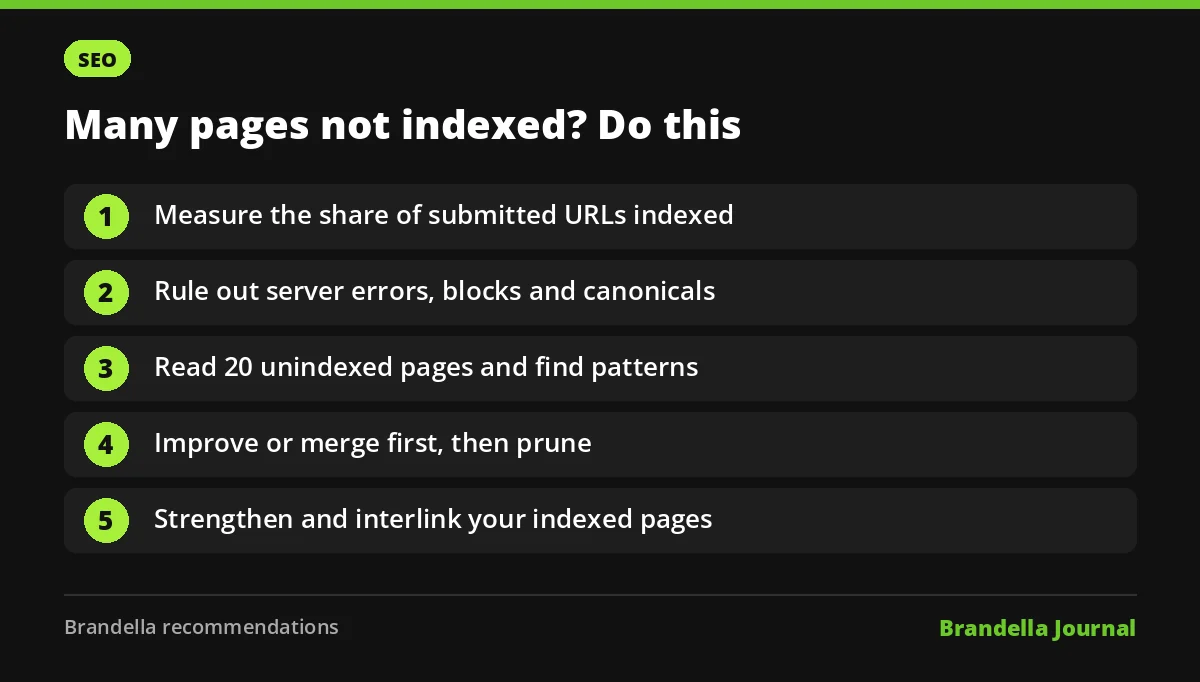 SEO
Many pages not indexed? Do this
1 Measure the share of submitted URLs indexed
2 Rule out server errors, blocks and canonicals
3 Read 20 unindexed pages and find patterns
4 Improve or merge first, then prune
5 Strengthen and interlink your indexed pages
Brandella recommendations
Brandella Journal